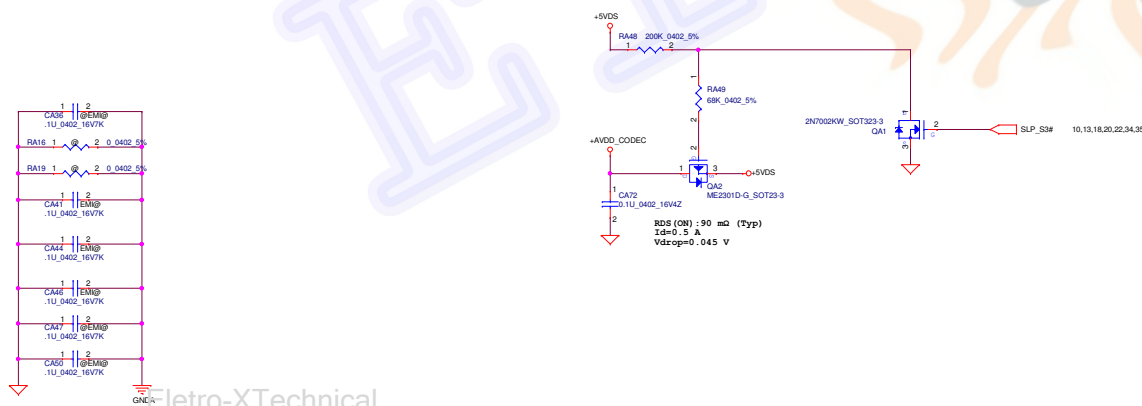 CA36 1 2 @EMI@
.1U_0402_16V7K
RA16 1 @ 2 0_0402_5%
RA19 1 @ 2 0_0402_5%
CA41 1 2 EMI@
.1U_0402_16V7K
CA44 1 2 EMI@
.1U_0402_16V7K
CA46 1 2 EMI@
.1U_0402_16V7K
CA47 1 2 @EMI@
.1U_0402_16V7K
CA50 1 2 @EMI@
.1U_0402_16V7K
GNDA
+5VDS
RA48 200K_0402_5%
1 2
1
RA49
68K_0402_5%
2
2N7002KW_SOT323-3
QA1
1
2
G
3
SLP_S3# 10,13,18,20,22,34,35
+AVDD_CODEC
2
G
1 3
D S
+5VDS
QA2
ME2301D-G_SOT23-3
1
CA72
0.1U_0402_16V4Z
2
RDS(ON):90 mΩ (Typ)
Id=0.5 A
Vdrop=0.045 V
Eletro-XTechnical